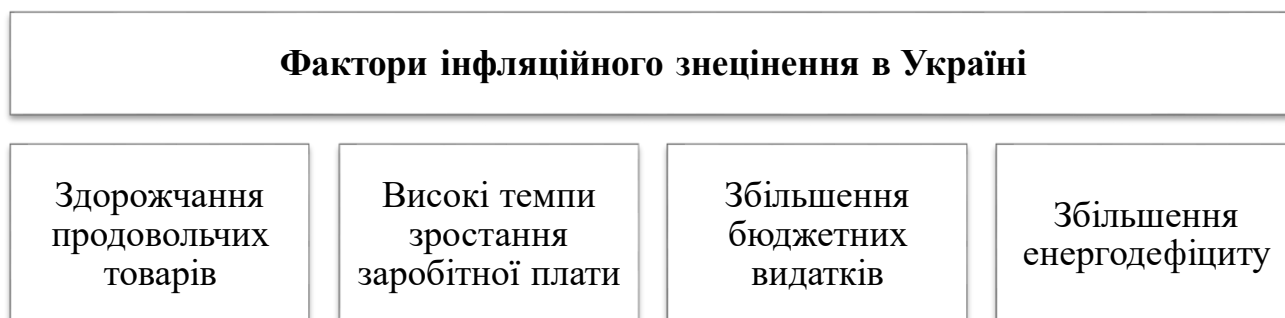 Фактори інфляційного знецінення в Україні
Здорожчання
продовольчих
товарів
Високі темпи
зростання
заробітної плати
Збільшення
бюджетних
видатків
Збільшення
енергодефіциту